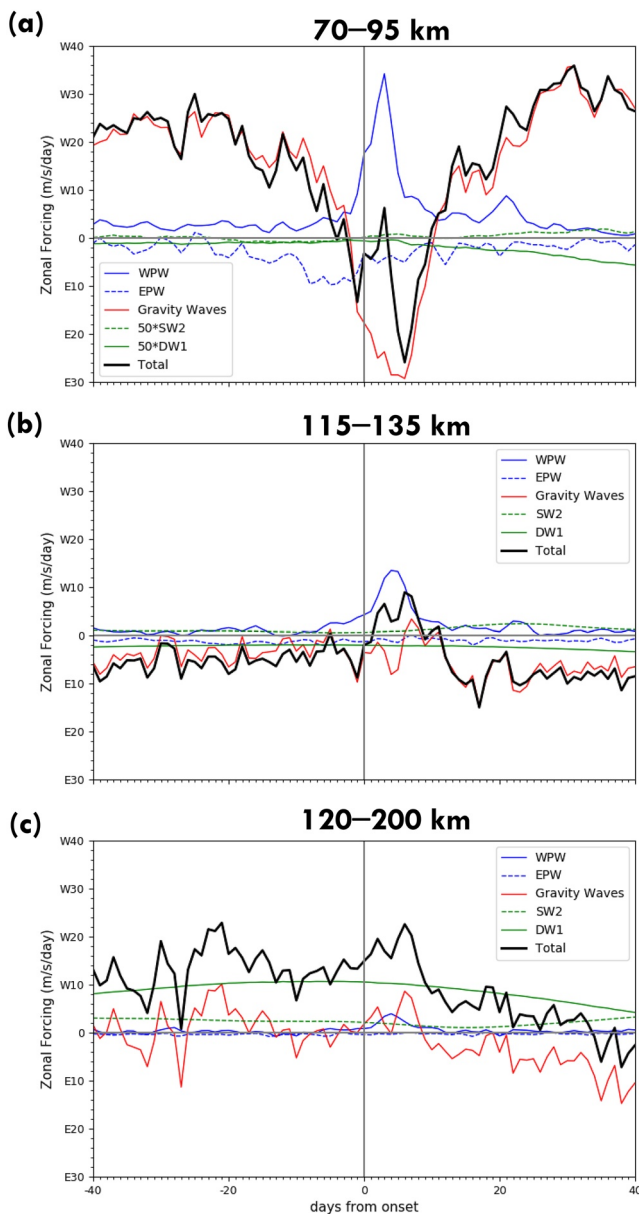 (a)
70–95 km
W40
W30
W20
W10
0
E10
E20
E30
Zonal Forcing (m/s/day)
WPW
EPW
Gravity Waves
50*SW2
50*DW1
Total
(b)
115–135 km
W40
W30
W20
W10
0
E10
E20
E30
Zonal Forcing (m/s/day)
WPW
EPW
Gravity Waves
SW2
DW1
Total
(c)
120–200 km
W40
W30
W20
W10
0
E10
E20
E30
Zonal Forcing (m/s/day)
WPW
EPW
Gravity Waves
SW2
DW1
Total
-40
-20
0
20
40
days from onset